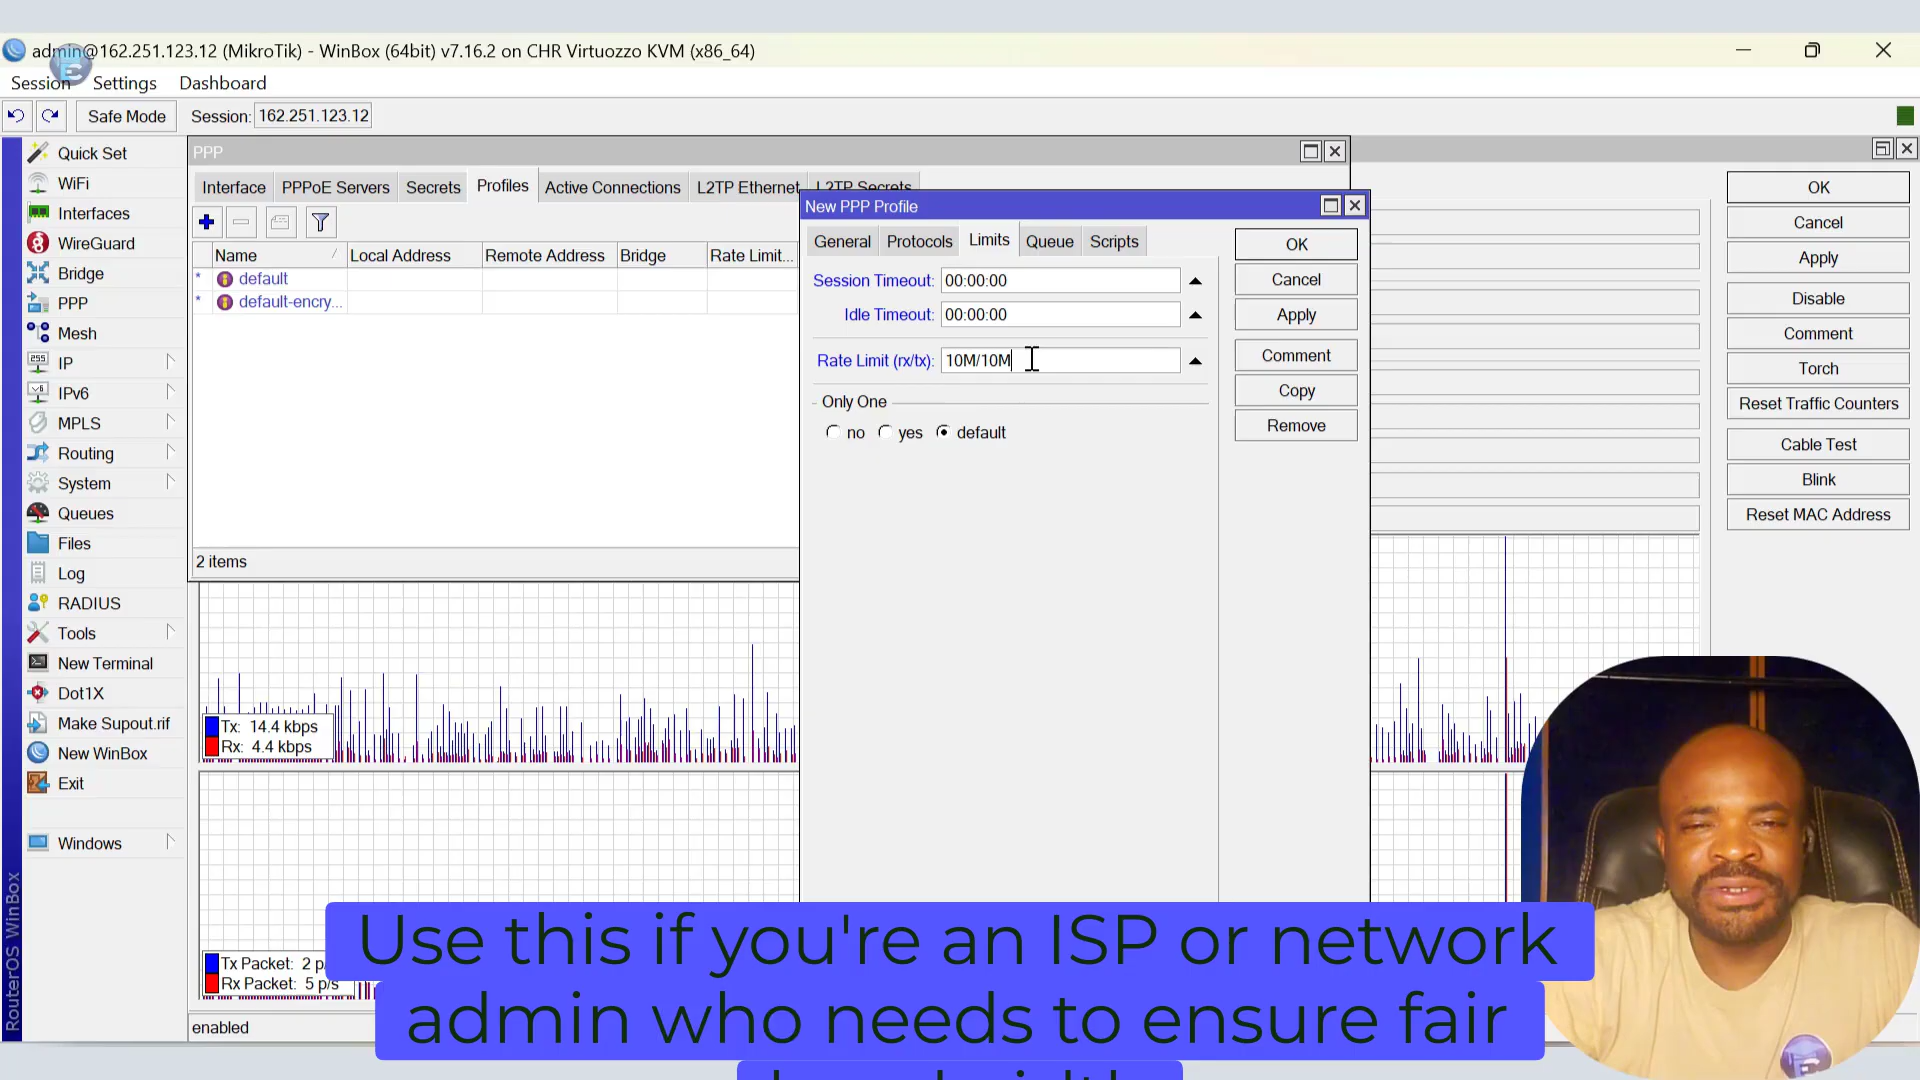 admin@162.251.123.12 (MikroTik) - WinBox (64bit) v7.16.2 on CHR Virtuozzo KVM (x86_64)
Session Settings Dashboard
Safe Mode Session: 162.251.123.12
Quick Set
WiFi
Interfaces
WireGuard
Bridge
PPP
Mesh
IP
IPv6
MPLS
Routing
System
Queues
Files
Log
RADIUS
Tools
New Terminal
Dot1X
Make Supout.rif
New WinBox
Exit
Windows
RouterOS WinBox
PPP
Interface PPPoE Servers Secrets Profiles Active Connections L2TP Ethernet L2TP Secrets
Name Local Address Remote Address Bridge Rate Limit...
* default
* default-encry...
2 items
Tx: 14.4 kbps
Rx: 4.4 kbps
Tx Packet: 2 p/
Rx Packet: 5 p/s
enabled
New PPP Profile
General Protocols Limits Queue Scripts
Session Timeout: 00:00:00
Idle Timeout: 00:00:00
Rate Limit (rx/tx): 10M/10M
Only One
no yes default
OK
Cancel
Apply
Comment
Copy
Remove
OK
Cancel
Apply
Disable
Comment
Torch
Reset Traffic Counters
Cable Test
Blink
Reset MAC Address
Use this if you're an ISP or network
admin who needs to ensure fair